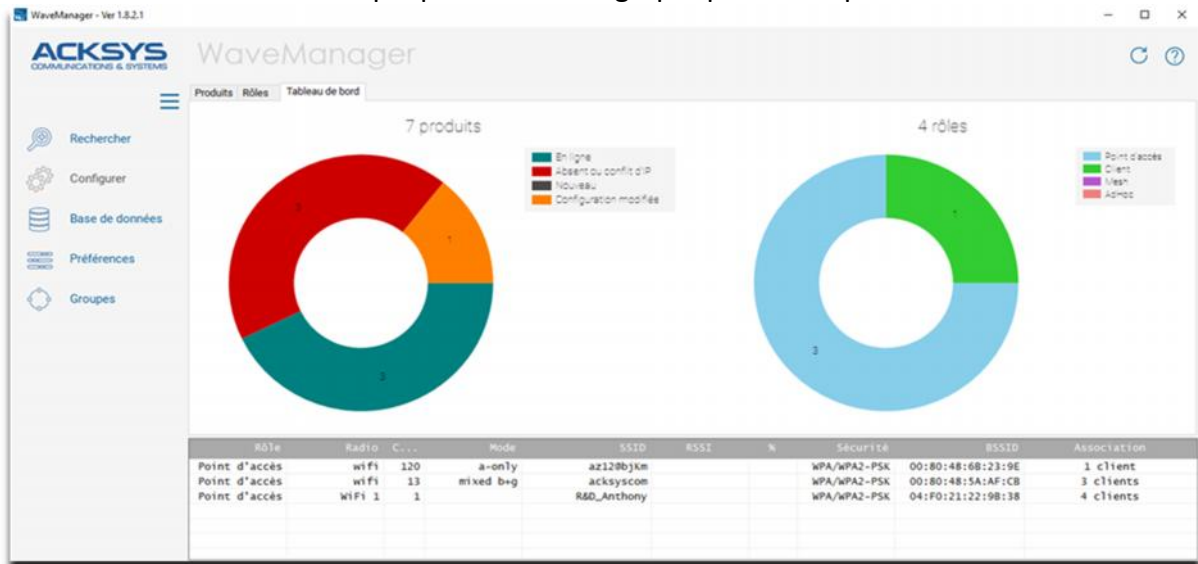 WaveManager - Ver 1.8.2.1
ACKSYS
COMMUNICATIONS & SYSTEMS
WaveManager
Produits Rôles Tableau de bord
Rechercher
Configurer
Base de données
Préférences
Groupes
7 produits
En ligne
Absent ou conflit d'IP
Nouveau
Configuration modifiée
3
1
3
4 rôles
Point d'accès
Client
Mesh
AdHoc
1
3
Rôle Radio C... Mode SSID RSSI % Sécurité BSSID Association
Point d'accès wifi 120 a-only az120bjKm WPA/WPA2-PSK 00:80:48:6B:23:9E 1 client
Point d'accès wifi 13 mixed b+g acksyscom WPA/WPA2-PSK 00:80:48:5A:AF:CB 3 clients
Point d'accès WiFi 1 1 R&D_Anthony WPA/WPA2-PSK 04:F0:21:22:9B:38 4 clients